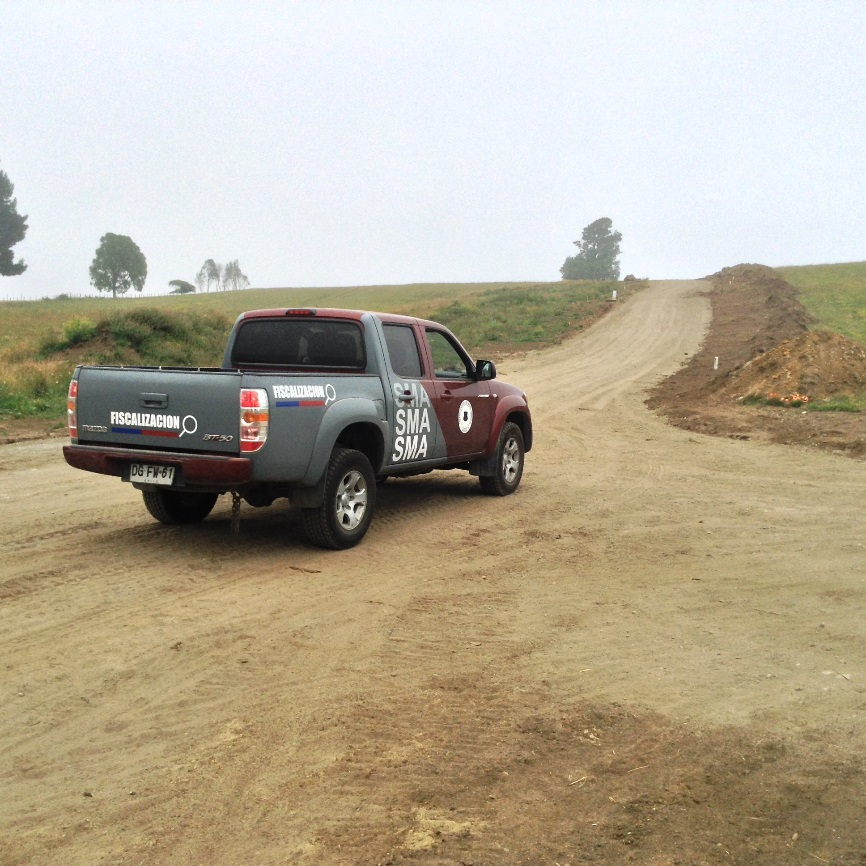 FISCALIZACION
mazda
BT-50
DG FW-61
FISCALIZACION
SMA
SMA
SMA